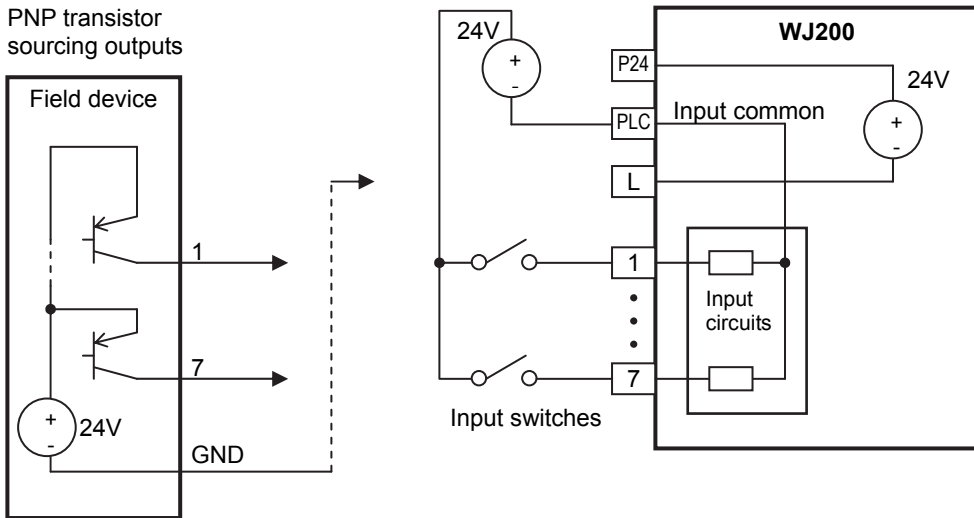 PNP transistor
sourcing outputs
Field device
1
7
+
-
24V
GND
24V
+
-
WJ200
P24
PLC
L
Input common
24V
+
-
1
7
Input
circuits
Input switches